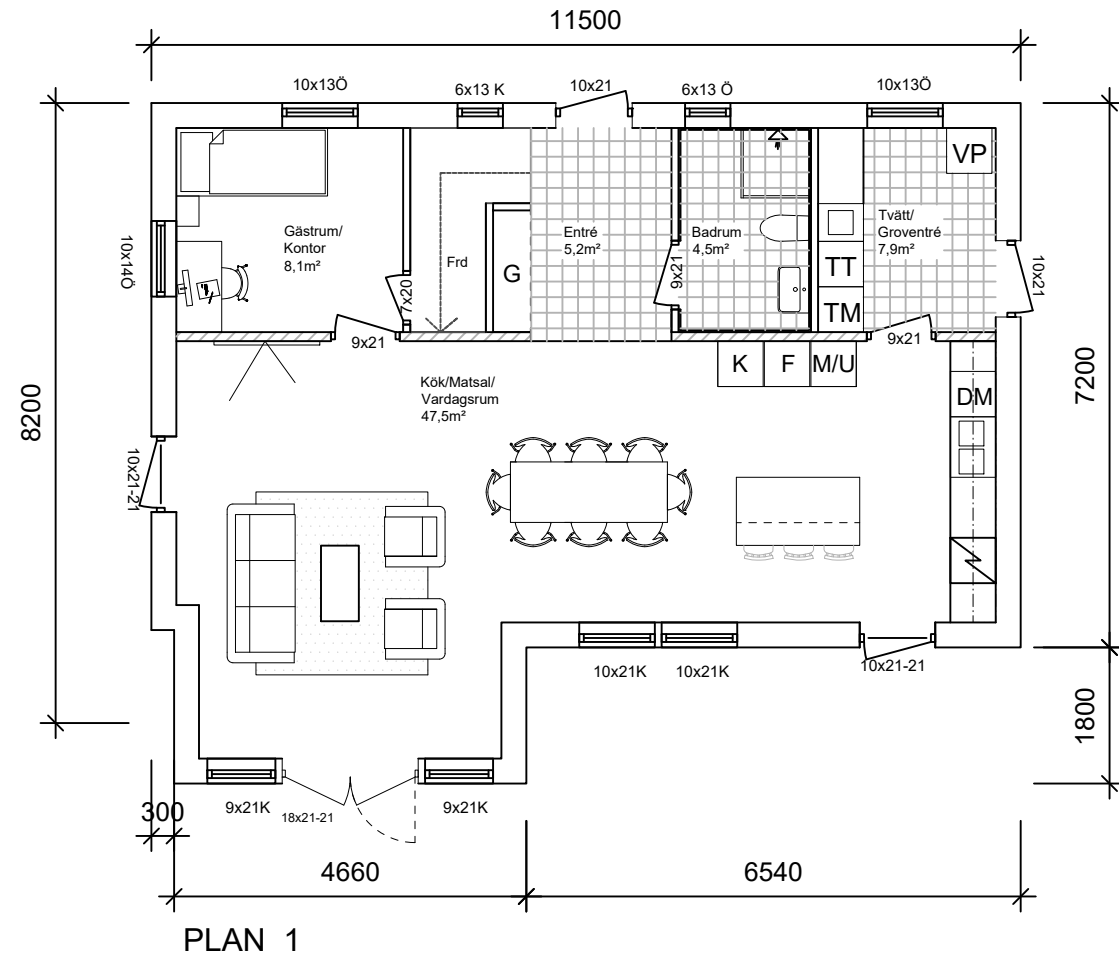 11500
10x13Ö
6x13 K
10x21
6x13 Ö
10x13Ö
VP
Gästrum/
Kontor
8,1m²
Frd
G
Entré
5,2m²
Badrum
4,5m²
Tvätt/
Groventré
7,9m²
TT
TM
10x14Ö
7x20
9x21
10x21
9x21
9x21
K
F
M/U
DM
Kök/Matsal/
Vardagsrum
47,5m²
8200
7200
10x21-21
10x21K
10x21K
10x21-21
1800
300
9x21K
18x21-21
9x21K
4660
6540
PLAN 1